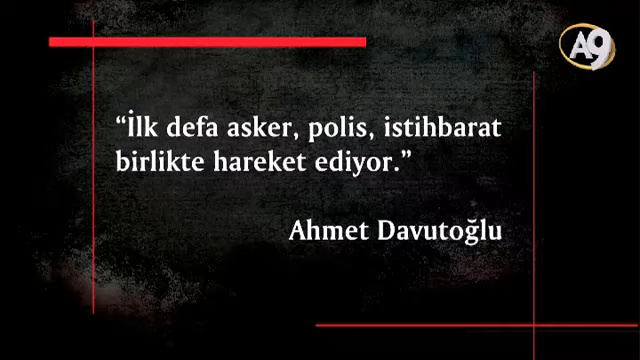 A9
“İlk defa asker, polis, istihbarat
birlikte hareket ediyor.”
Ahmet Davutoğlu